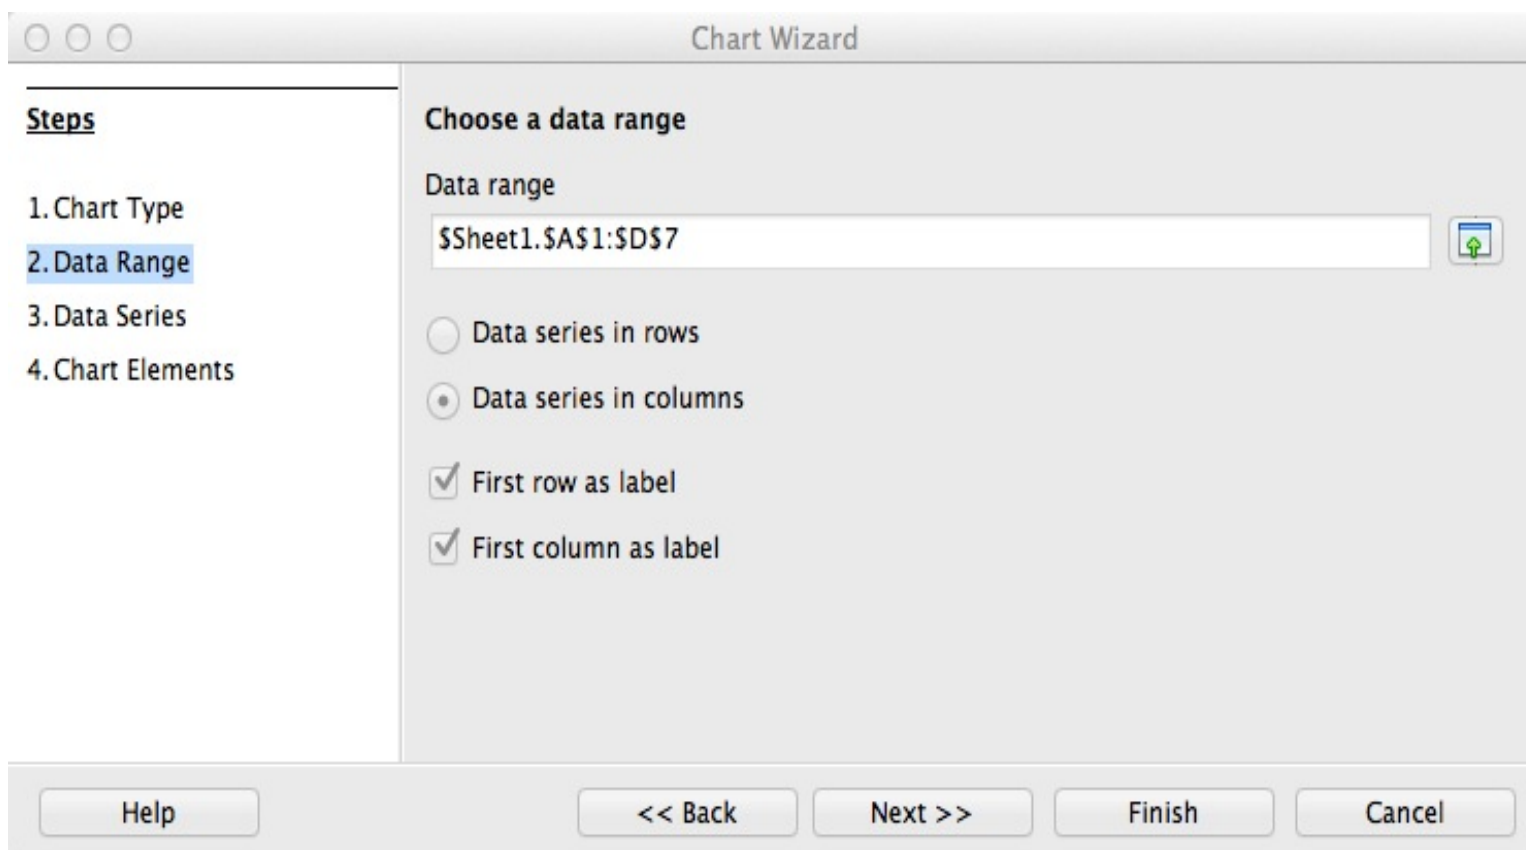 Chart Wizard
Steps
1. Chart Type
2. Data Range
3. Data Series
4. Chart Elements
Choose a data range
Data range
$Sheet1.$A$1:$D$7
Data series in rows
Data series in columns
First row as label
First column as label
Help
<< Back
Next >>
Finish
Cancel